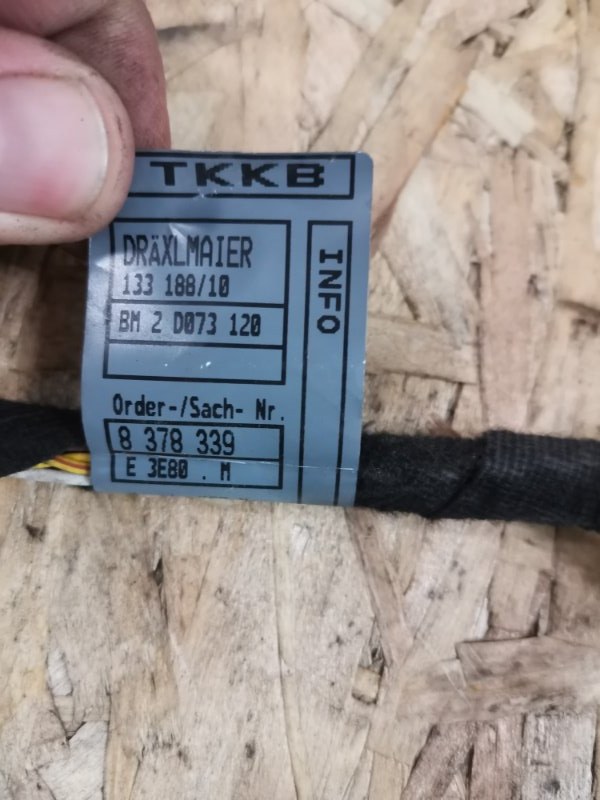 TKKB
DRÄXLMAIER
133 188/10
BM 2 D073 120
INFO
Order-/Sach- Nr.
8 378 339
E 3E80 . M